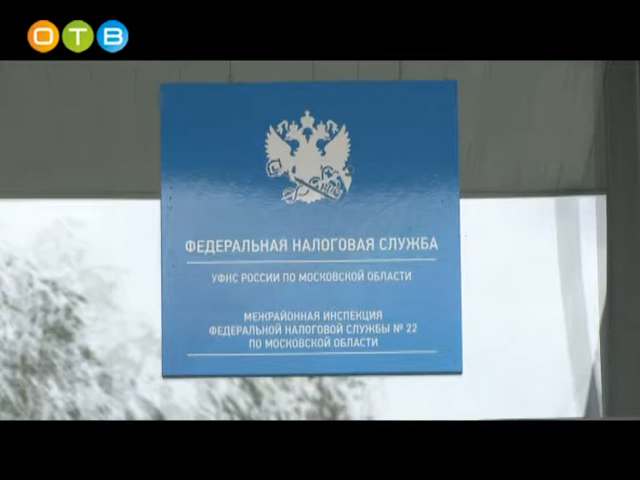 ОТВ
ФЕДЕРАЛЬНАЯ НАЛОГОВАЯ СЛУЖБА
УФНС РОССИИ ПО МОСКОВСКОЙ ОБЛАСТИ
МЕЖРАЙОННАЯ ИНСПЕКЦИЯ
ФЕДЕРАЛЬНОЙ НАЛОГОВОЙ СЛУЖБЫ № 22
ПО МОСКОВСКОЙ ОБЛАСТИ